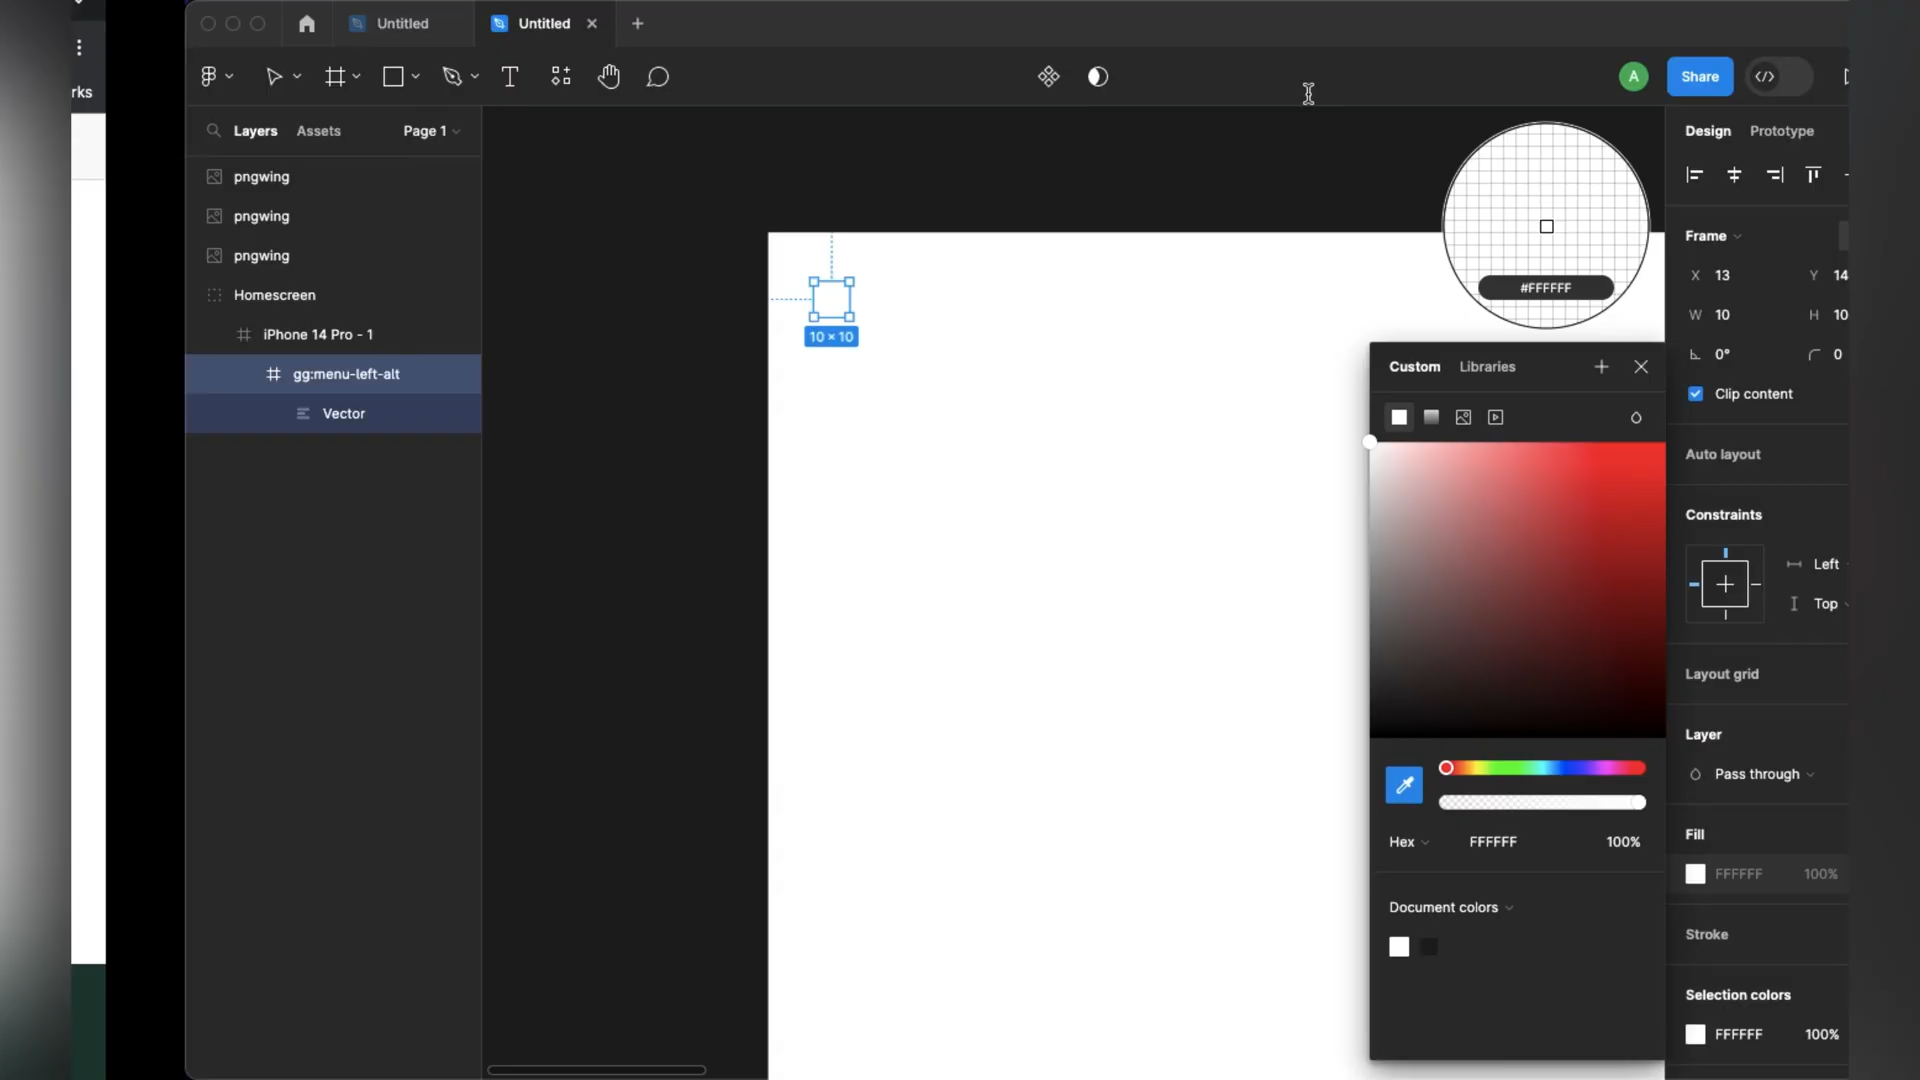 rks
Untitled
Untitled
A
Share
Layers
Assets
Page 1
pngwing
pngwing
pngwing
Homescreen
iPhone 14 Pro - 1
gg:menu-left-alt
Vector
10 × 10
#FFFFFF
Custom
Libraries
Hex
FFFFFF
100%
Document colors
Design
Prototype
Frame
X 13
Y 14
W 10
H 10
0°
0
Clip content
Auto layout
Constraints
Left
Top
Layout grid
Layer
Pass through
Fill
FFFFFF
100%
Stroke
Selection colors
FFFFFF
100%